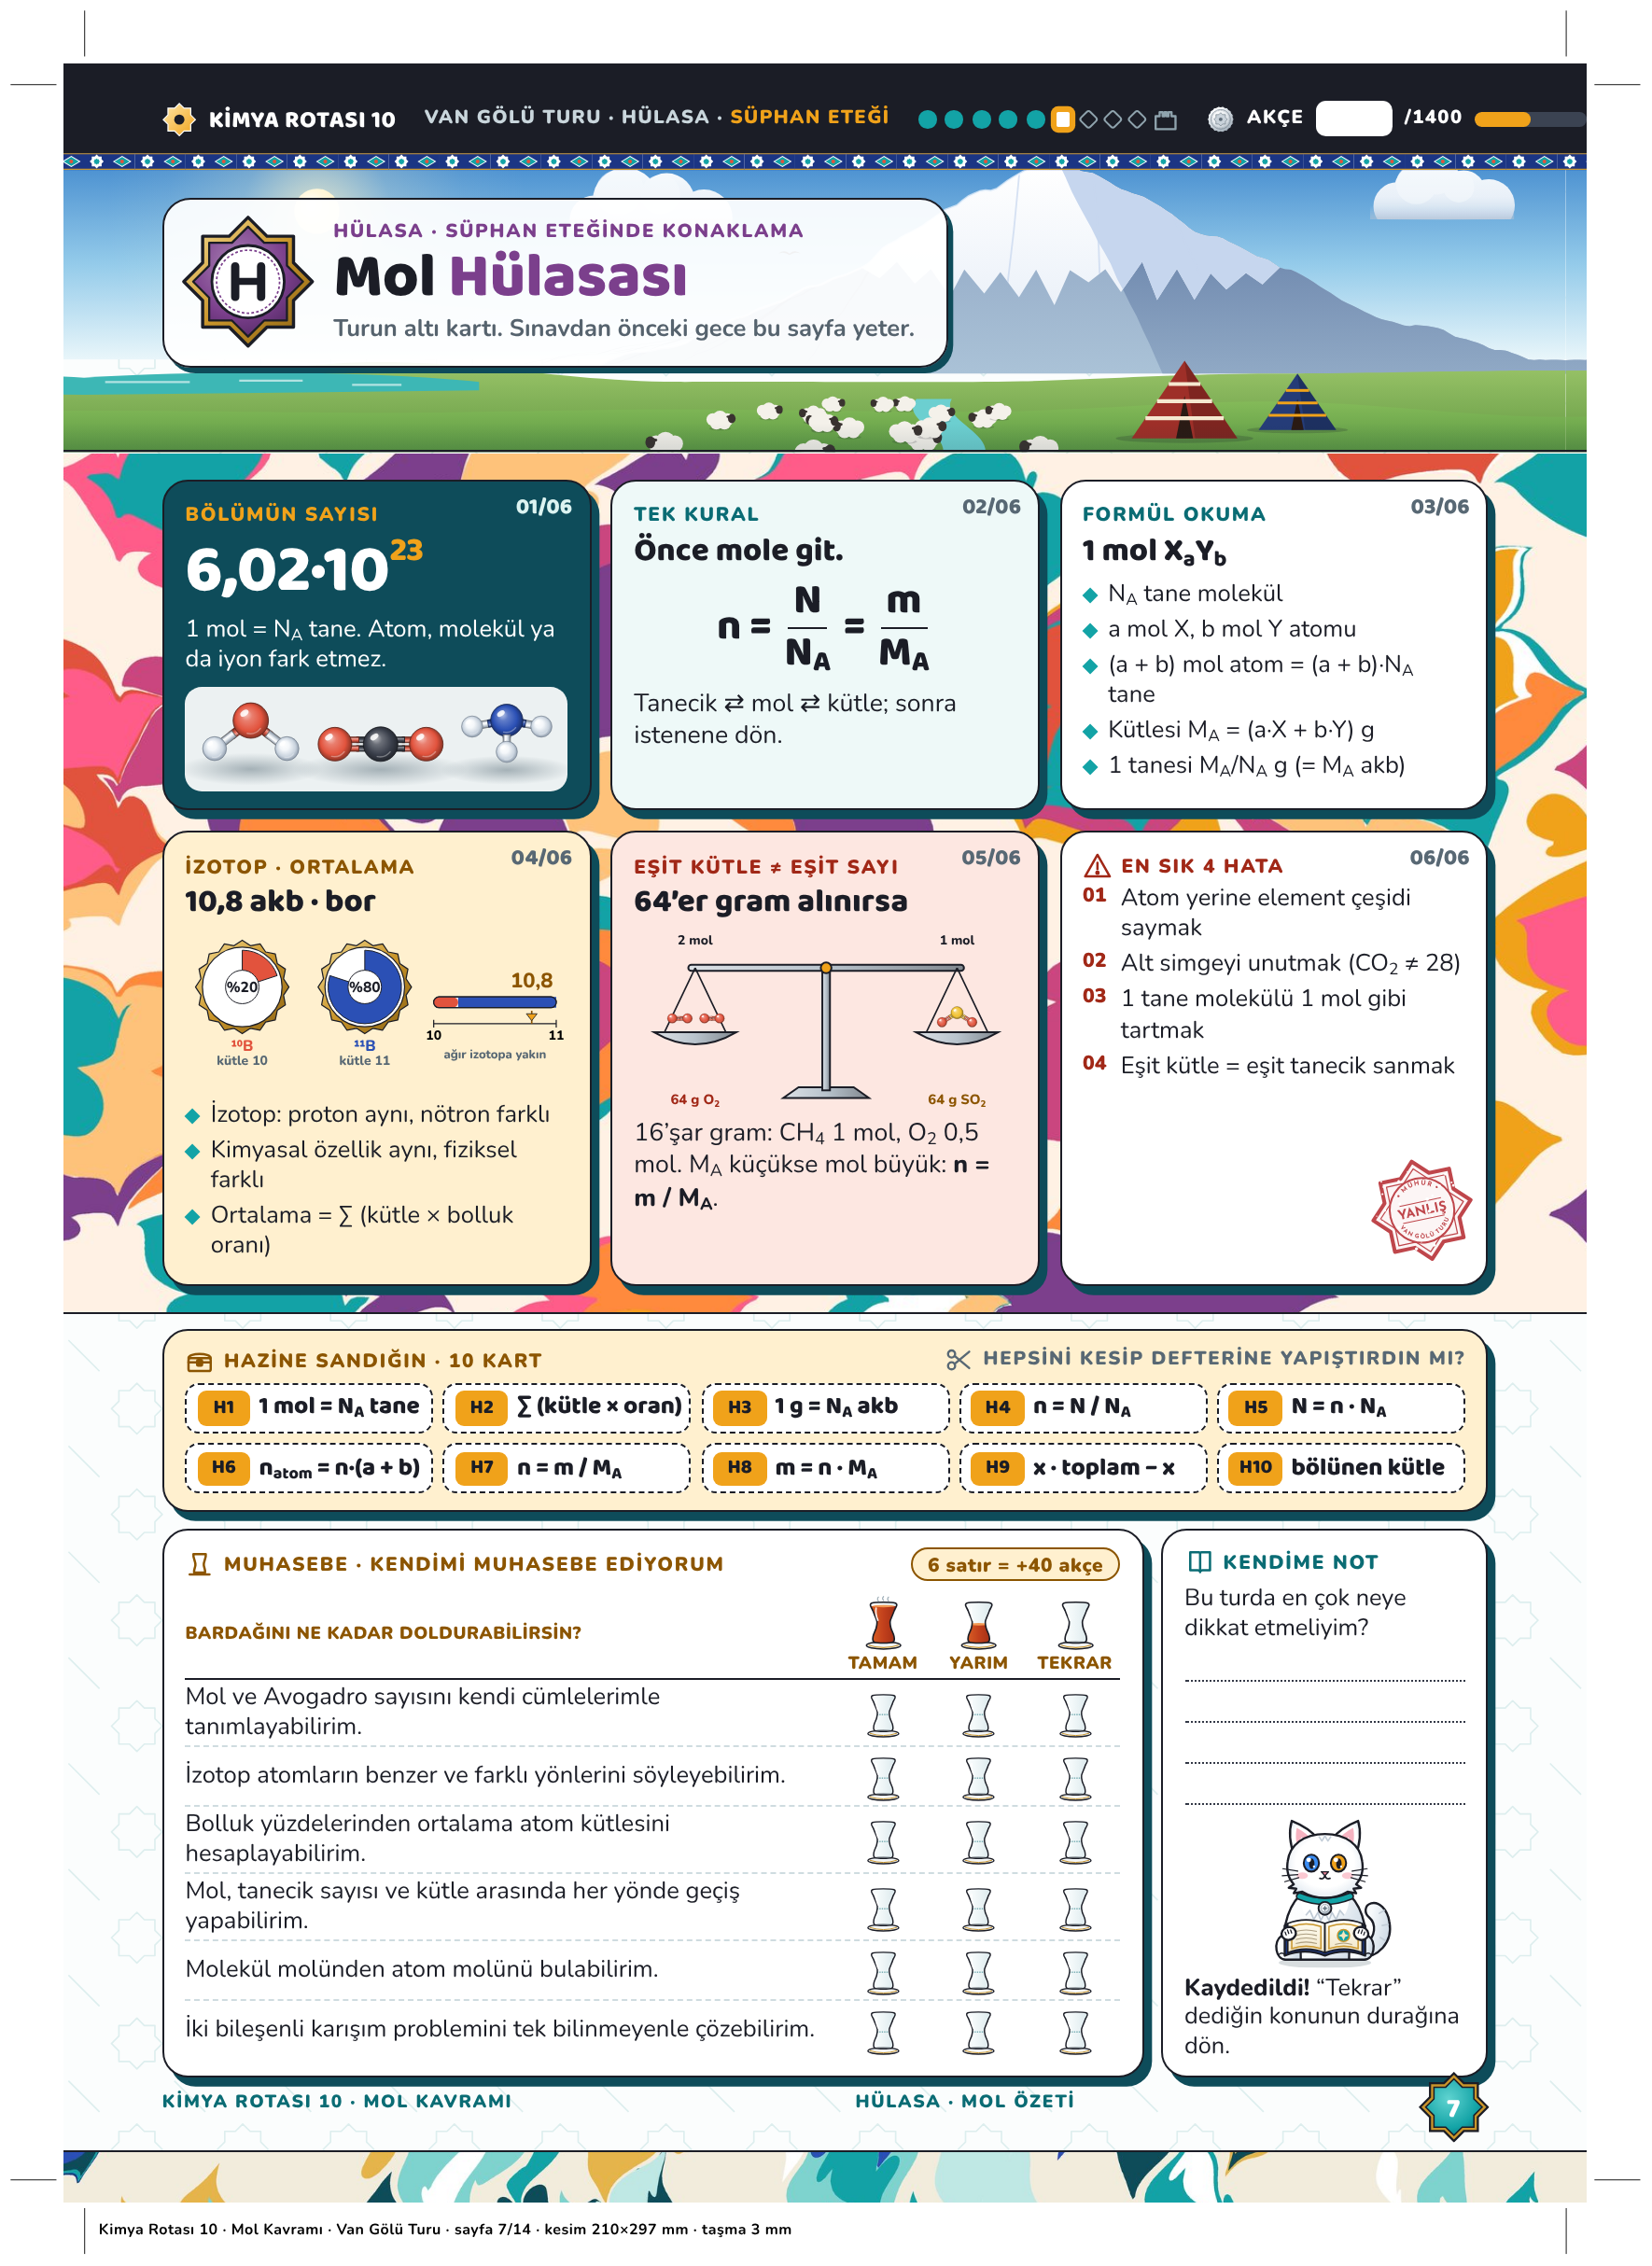 KİMYA ROTASI 10
VAN GÖLÜ TURU · HÜLASA · SÜPHAN ETEĞİ
AKÇE /1400
HÜLASA · SÜPHAN ETEĞİNDE KONAKLAMA
H
Mol Hülasası
Turun altı kartı. Sınavdan önceki gece bu sayfa yeter.
BÖLÜMÜN SAYISI 01/06
6,02·10²³
1 mol = N_A tane. Atom, molekül ya
da iyon fark etmez.
TEK KURAL 02/06
Önce mole git.
n = N/N_A = m/M_A
Tanecik ⇄ mol ⇄ kütle; sonra
istenene dön.
FORMÜL OKUMA 03/06
1 mol XₐY_b
N_A tane molekül
a mol X, b mol Y atomu
(a + b) mol atom = (a + b)·N_A
tane
Kütlesi M_A = (a·X + b·Y) g
1 tanesi M_A/N_A g (= M_A akb)
İZOTOP · ORTALAMA 04/06
10,8 akb · bor
%20 %80
10,8
10 11
¹⁰B ¹¹B
kütle 10 kütle 11
ağır izotopa yakın
İzotop: proton aynı, nötron farklı
Kimyasal özellik aynı, fiziksel
farklı
Ortalama = ∑ (kütle × bolluk
oranı)
EŞİT KÜTLE ≠ EŞİT SAYI 05/06
64’er gram alınırsa
2 mol 1 mol
64 g O₂ 64 g SO₂
16’şar gram: CH₄ 1 mol, O₂ 0,5
mol. M_A küçükse mol büyük: n =
m / M_A.
EN SIK 4 HATA 06/06
01 Atom yerine element çeşidi
saymak
02 Alt simgeyi unutmak (CO₂ ≠ 28)
03 1 tane molekülü 1 mol gibi
tartmak
04 Eşit kütle = eşit tanecik sanmak
MÜHÜR
YANLIŞ
VAN GÖLÜ TURU
HAZİNE SANDIĞIN · 10 KART
HEPSİNİ KESİP DEFTERİNE YAPIŞTIRDIN MI?
H1 1 mol = N_A tane
H2 ∑ (kütle × oran)
H3 1 g = N_A akb
H4 n = N / N_A
H5 N = n · N_A
H6 n_atom = n·(a + b)
H7 n = m / M_A
H8 m = n · M_A
H9 x · toplam − x
H10 bölünen kütle
MUHASEBE · KENDİMİ MUHASEBE EDİYORUM
6 satır = +40 akçe
BARDAĞINI NE KADAR DOLDURABİLİRSİN?
TAMAM YARIM TEKRAR
Mol ve Avogadro sayısını kendi cümlelerimle
tanımlayabilirim.
İzotop atomların benzer ve farklı yönlerini söyleyebilirim.
Bolluk yüzdelerinden ortalama atom kütlesini
hesaplayabilirim.
Mol, tanecik sayısı ve kütle arasında her yönde geçiş
yapabilirim.
Molekül molünden atom molünü bulabilirim.
İki bileşenli karışım problemini tek bilinmeyenle çözebilirim.
KENDİME NOT
Bu turda en çok neye
dikkat etmeliyim?
Kaydedildi! “Tekrar”
dediğin konunun durağına
dön.
KİMYA ROTASI 10 · MOL KAVRAMI
HÜLASA · MOL ÖZETİ
7
Kimya Rotası 10 · Mol Kavramı · Van Gölü Turu · sayfa 7/14 · kesim 210×297 mm · taşma 3 mm